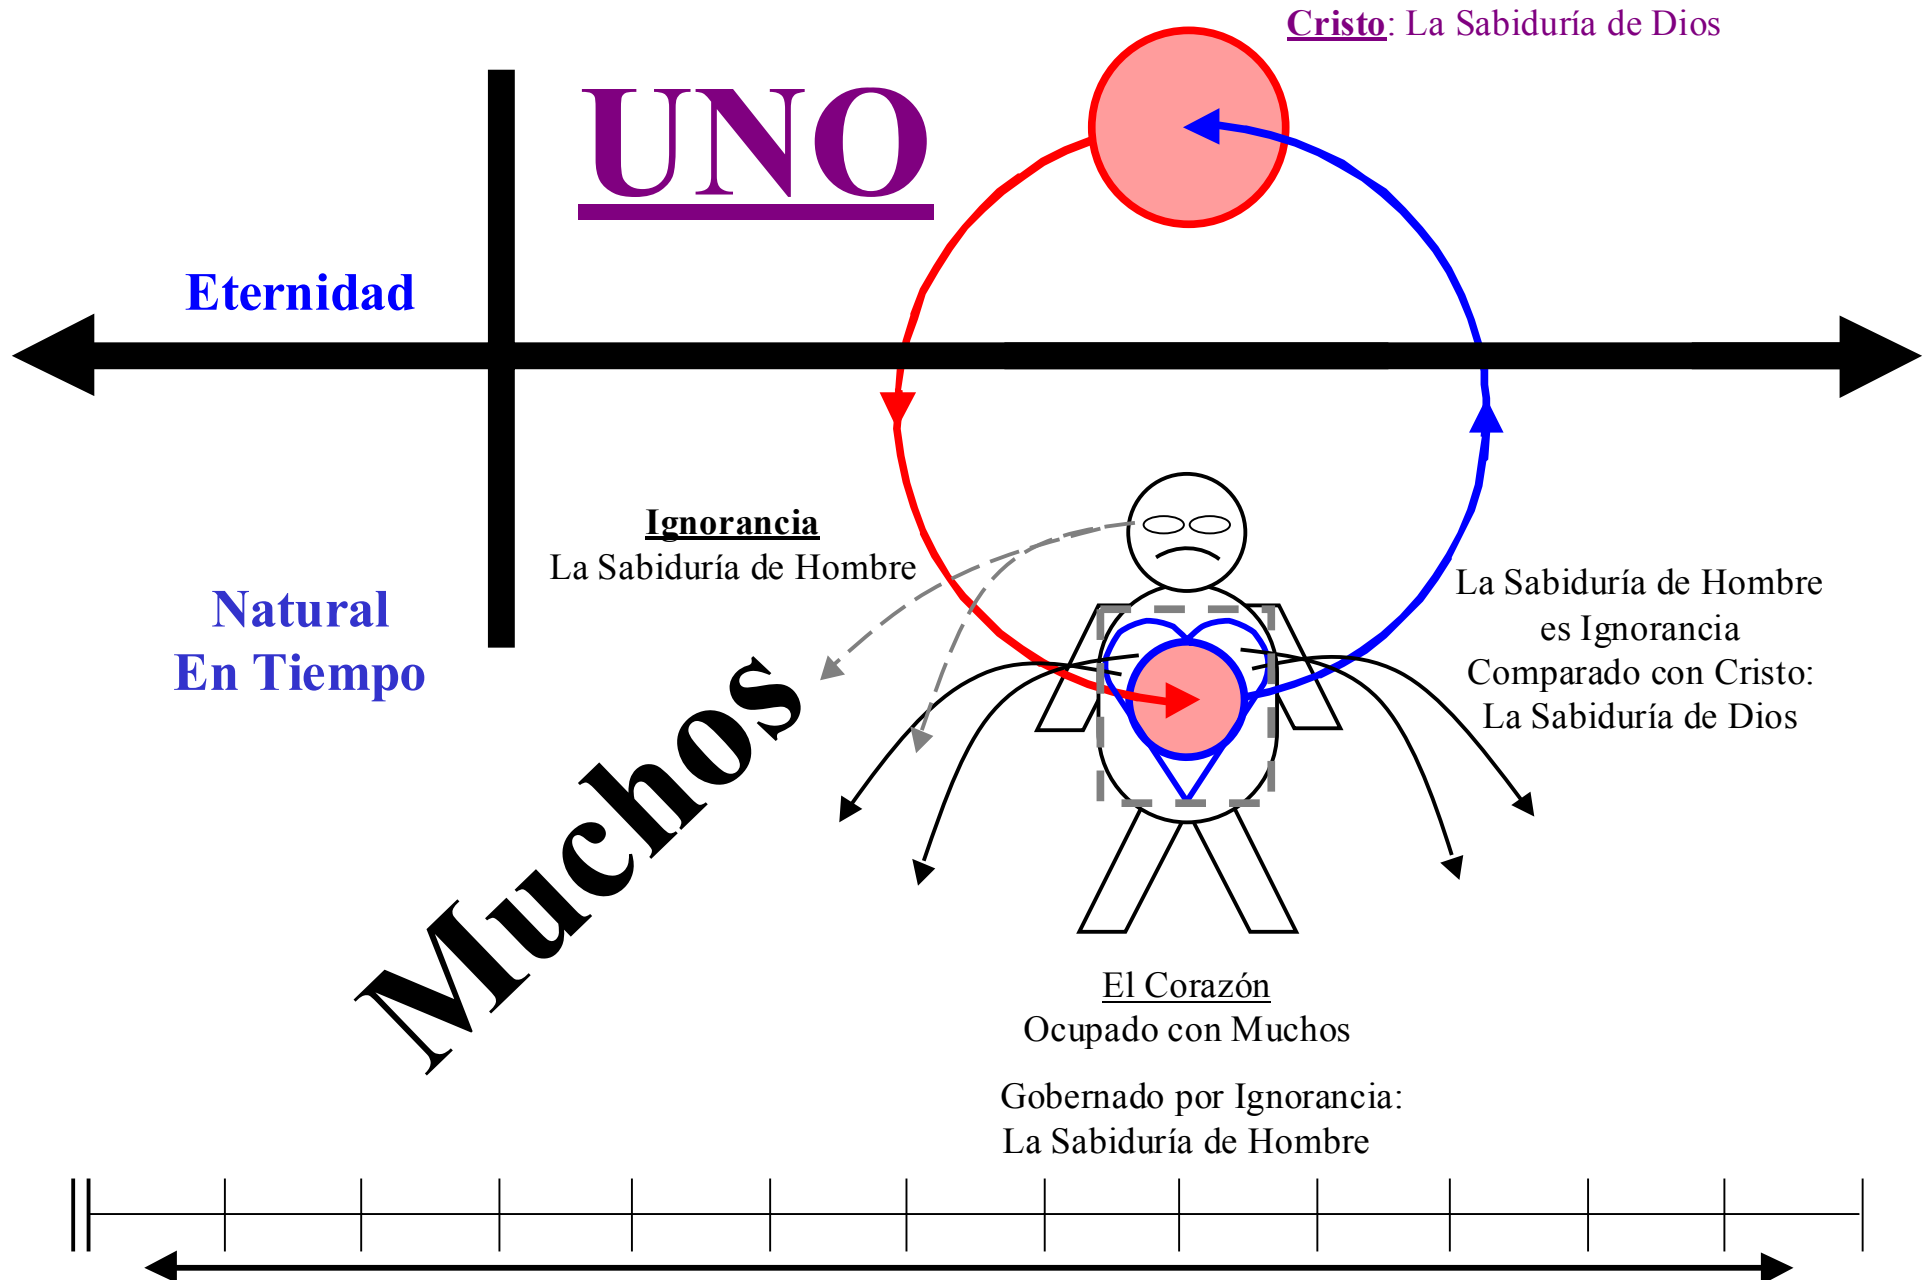 Cristo: La Sabiduría de Dios
UNO
Eternidad
Ignorancia
La Sabiduría de Hombre
Natural
En Tiempo
La Sabiduría de Hombre
es Ignorancia
Comparado con Cristo:
La Sabiduría de Dios
Muchos
El Corazón
Ocupado con Muchos
Gobernado por Ignorancia:
La Sabiduría de Hombre